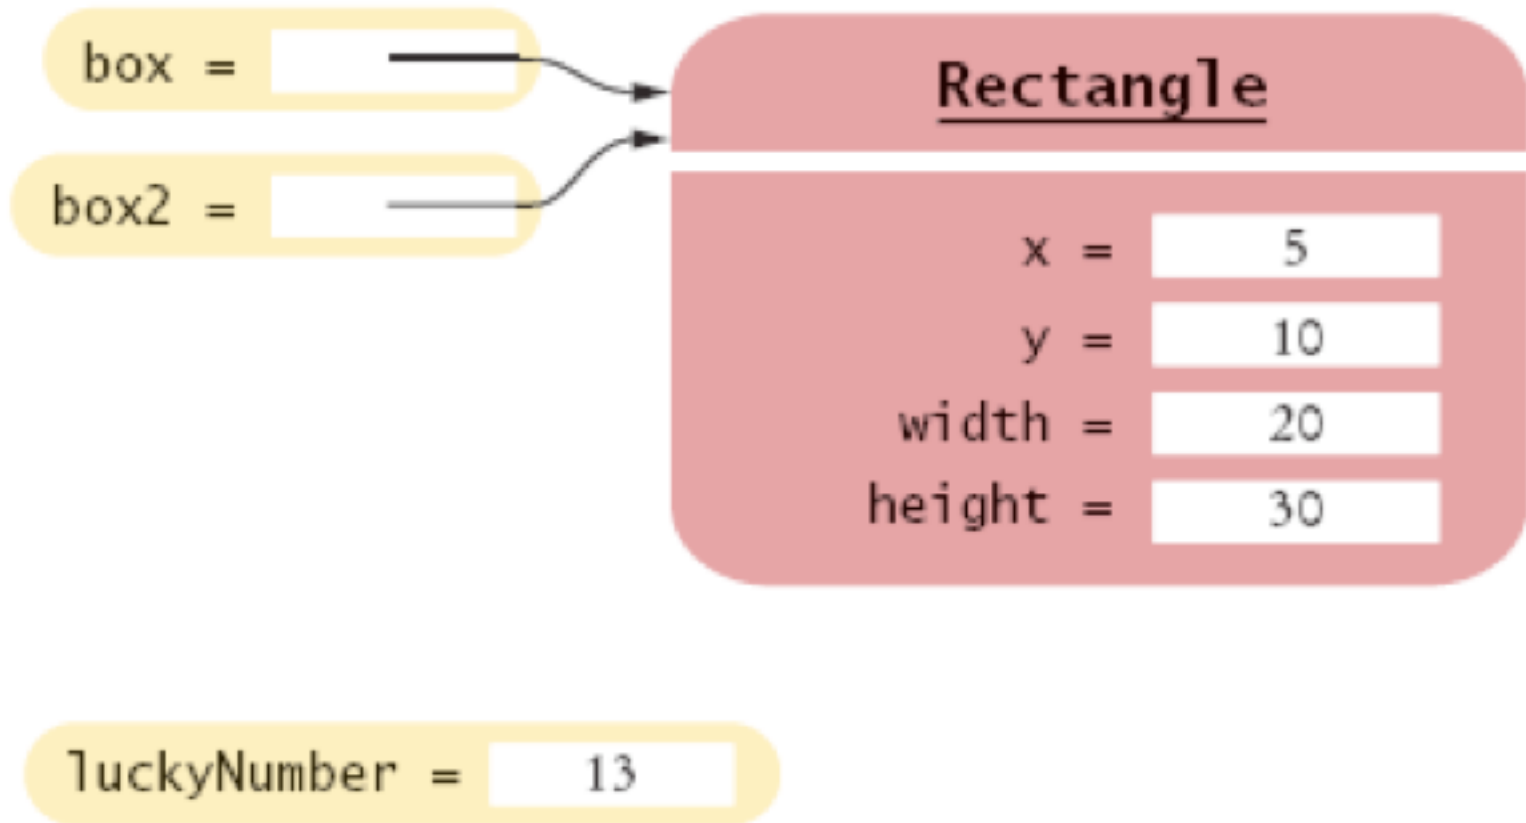 box =
box2 =
Rectangle
x = 5
y = 10
width = 20
height = 30
luckyNumber = 13